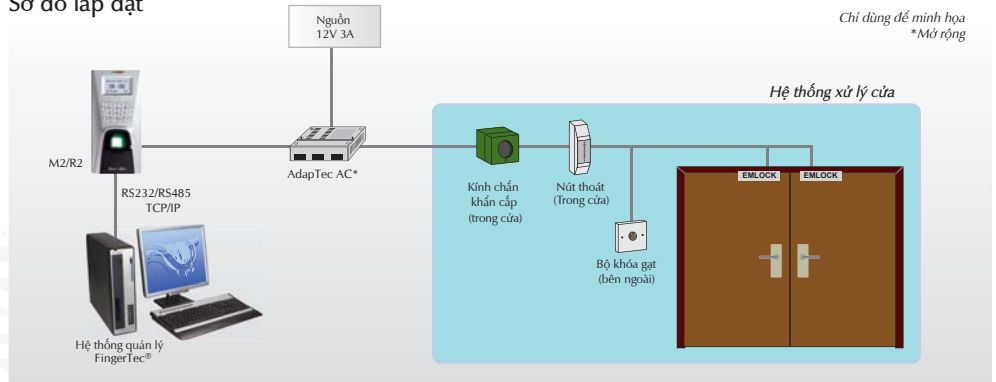 Sơ đồ lắp đặt
Nguồn
12V 3A
Chỉ dùng để minh họa
*Mở rộng
Hệ thống xử lý cửa
M2/R2
AdapTec AC*
RS232/RS485
TCP/IP
Kính chắn
khẩn cấp
(trong cửa)
Nút thoát
(Trong cửa)
EMLOCK
EMLOCK
Bộ khóa gạt
(bên ngoài)
Hệ thống quản lý
FingerTec®